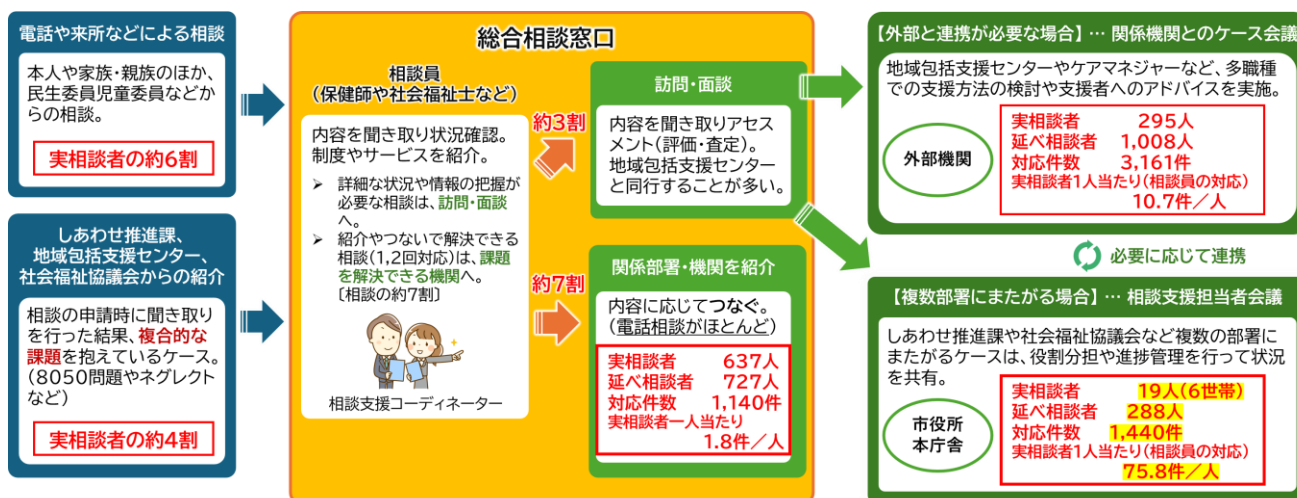 電話や来所などによる相談
本人や家族・親族のほか、
民生委員児童委員などか
らの相談。
実相談者の約6割
しあわせ推進課、
地域包括支援センター、
社会福祉協議会からの紹介
相談の申請時に聞き取り
を行った結果、複合的な
課題を抱えているケース。
(8050問題やネグレクト
など)
実相談者の約4割
総合相談窓口
相談員
(保健師や社会福祉士など)
内容を聞き取り状況確認。
制度やサービスを紹介。
➢ 詳細な状況や情報の把握が
必要な相談は、訪問・面談
へ。
➢ 紹介やつないで解決できる
相談(1,2回対応)は、課題
を解決できる機関へ。
〔相談の約7割〕
相談支援コーディネーター
約3割
約7割
訪問・面談
内容を聞き取りアセス
メント(評価・査定)。
地域包括支援センター
と同行することが多い。
関係部署・機関を紹介
内容に応じてつなぐ。
(電話相談がほとんど)
実相談者 637人
延べ相談者 727人
対応件数 1,140件
実相談者一人当たり
1.8件/人
【外部と連携が必要な場合】… 関係機関とのケース会議
地域包括支援センターやケアマネジャーなど、多職種
での支援方法の検討や支援者へのアドバイスを実施。
外部機関
実相談者 295人
延べ相談者 1,008人
対応件数 3,161件
実相談者1人当たり(相談員の対応)
10.7件/人
必要に応じて連携
【複数部署にまたがる場合】… 相談支援担当者会議
しあわせ推進課や社会福祉協議会など複数の部署に
またがるケースは、役割分担や進捗管理を行って状況
を共有。
市役所
本庁舎
実相談者 19人(6世帯)
延べ相談者 288人
対応件数 1,440件
実相談者1人当たり(相談員の対応)
75.8件/人